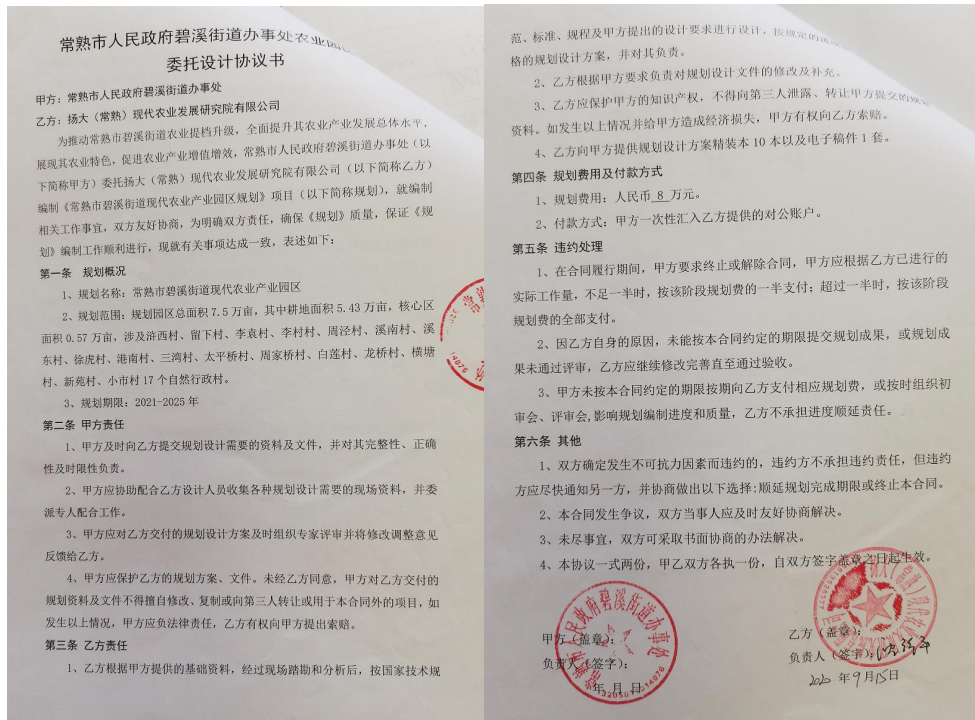 常熟市人民政府碧溪街道办事处农业园
委托设计协议书
甲方：常熟市人民政府碧溪街道办事处
乙方：扬大（常熟）现代农业发展研究院有限公司
为推动常熟市碧溪街道农业提档升级，全面提升其农业产业发展总体水平，
展现其农业特色，促进农业产业增值增效，常熟市人民政府碧溪街道办事处（以
下简称甲方）委托扬大（常熟）现代农业发展研究院有限公司（以下简称乙方）
编制《常熟市碧溪街道现代农业产业园区规划》项目（以下简称规划），就编制
相关工作事宜，双方友好协商，为明确双方责任，确保《规划》质量，保证《规
划》编制工作顺利进行，现就有关事项达成一致，表述如下：
第一条 规划概况
1、规划名称：常熟市碧溪街道现代农业产业园区
2、规划范围：规划园区总面积 7.5 万亩，其中耕地面积 5.43 万亩，核心区
面积 0.57 万亩，涉及浒西村、留下村、李袁村、李村村、周泾村、溪南村、溪
东村、徐虎村、港南村、三湾村、太平桥村、周家桥村、白莲村、龙桥村、横塘
村、新苑村、小市村 17 个自然行政村。
3、规划期限：2021-2025 年
第二条 甲方责任
1、甲方及时向乙方提交规划设计需要的资料及文件，并对其完整性、正确
性及时限性负责。
2、甲方应协助配合乙方设计人员收集各种规划设计需要的现场资料，并委
派专人配合工作。
3、甲方应对乙方交付的规划设计方案及时组织专家评审并将修改调整意见
反馈给乙方。
4、甲方应保护乙方的规划方案、文件。未经乙方同意，甲方对乙方交付的
规划资料及文件不得擅自修改、复制或向第三人转让或用于本合同外的项目，如
发生以上情况，甲方应负法律责任，乙方有权向甲方提出索赔。
第三条 乙方责任
1、乙方根据甲方提供的基础资料，经过现场踏勘和分析后，按国家技术规
范、标准、规程及甲方提出的设计要求进行设计，按规定的
格的规划设计方案，并对其负责。
2、乙方根据甲方要求负责对规划设计文件的修改及补充。
3、乙方应保护甲方的知识产权，不得向第三人泄露、转让甲方提交的
资料。如发生以上情况并给甲方造成经济损失，甲方有权向乙方索赔。
4、乙方向甲方提供规划设计方案精装本 10 本以及电子稿件 1 套。
第四条 规划费用及付款方式
1、规划费用：人民币 8 万元。
2、付款方式：甲方一次性汇入乙方提供的对公账户。
第五条 违约处理
1、在合同履行期间，甲方要求终止或解除合同，甲方应根据乙方已进行的
实际工作量，不足一半时，按该阶段规划费的一半支付；超过一半时，按该阶段
规划费的全部支付。
2、因乙方自身的原因，未能按本合同约定的期限提交规划成果，或规划成
果未通过评审，乙方应继续修改完善直至通过验收。
3、甲方未按本合同约定的期限按期向乙方支付相应规划费，或按时组织初
审会、评审会,影响规划编制进度和质量，乙方不承担进度顺延责任。
第六条 其他
1、双方确定发生不可抗力因素而违约的，违约方不承担违约责任，但违约
方应尽快通知另一方，并协商做出以下选择:顺延规划完成期限或终止本合同。
2、本合同发生争议，双方当事人应及时友好协商解决。
3、未尽事宜，双方可采取书面协商的办法解决。
4、本协议一式两份，甲乙双方各执一份，自双方签字盖章之日起生效。
甲方（盖章）：
负责人（签字）：
年 月 日
乙方（盖章）：
负责人（签字）：
2020 年 9 月 15 日